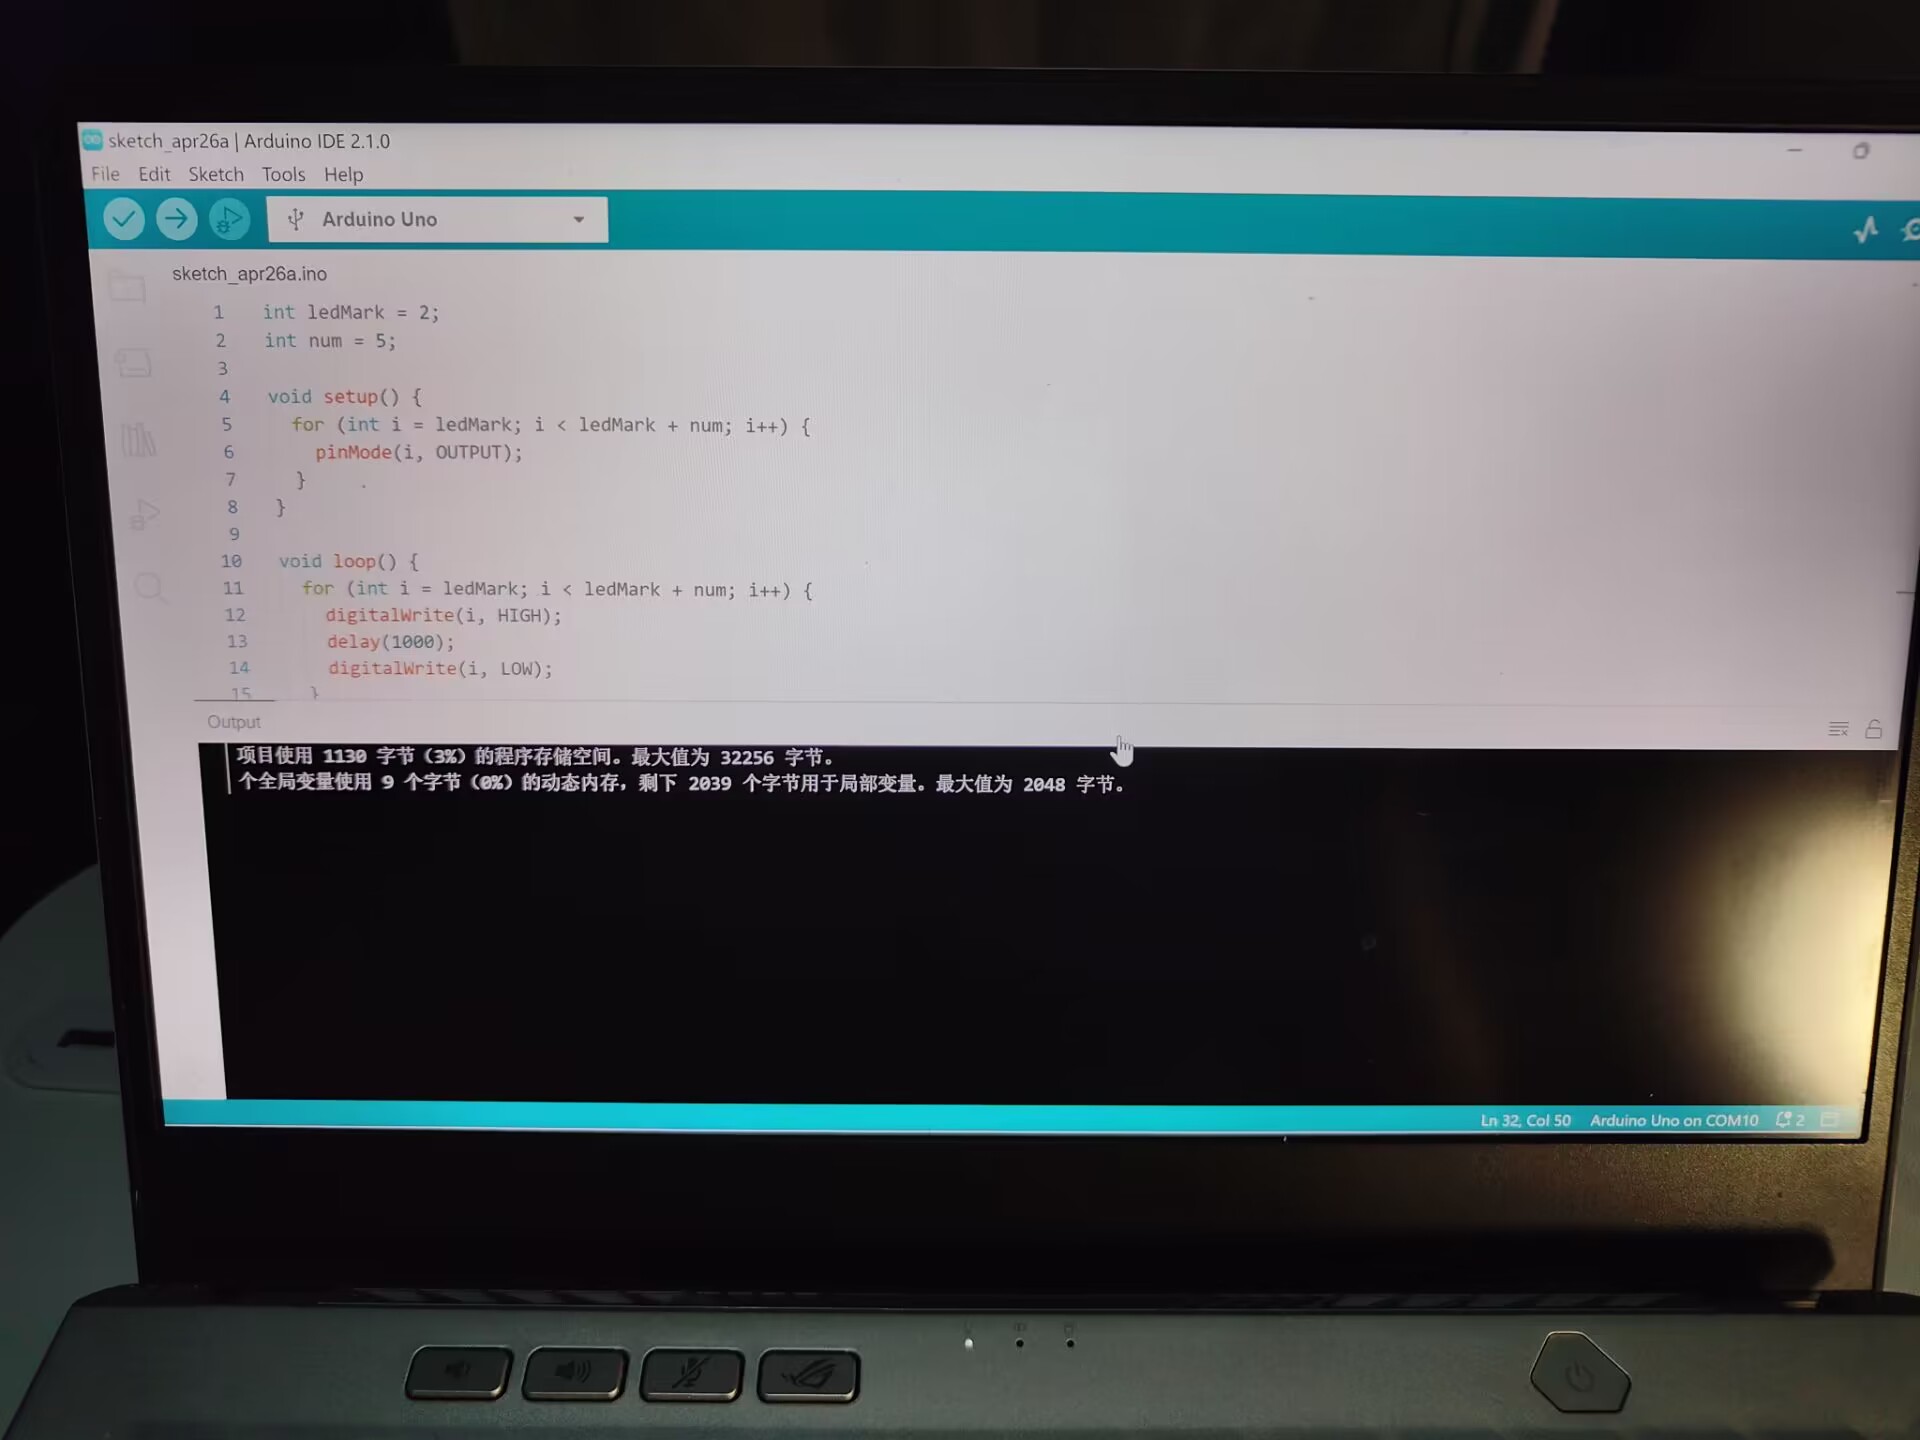 sketch_apr26a | Arduino IDE 2.1.0
File Edit Sketch Tools Help
Arduino Uno
sketch_apr26a.ino
1 int ledMark = 2;
2 int num = 5;
3
4 void setup() {
5 for (int i = ledMark; i < ledMark + num; i++) {
6 pinMode(i, OUTPUT);
7 }
8 }
9
10 void loop() {
11 for (int i = ledMark; i < ledMark + num; i++) {
12 digitalWrite(i, HIGH);
13 delay(1000);
14 digitalWrite(i, LOW);
15 }
Output
项目使用 1130 字节（3%）的程序存储空间。最大值为 32256 字节。
个全局变量使用 9 个字节（0%）的动态内存，剩下 2039 个字节用于局部变量。最大值为 2048 字节。
Ln 32, Col 50 Arduino Uno on COM10 2